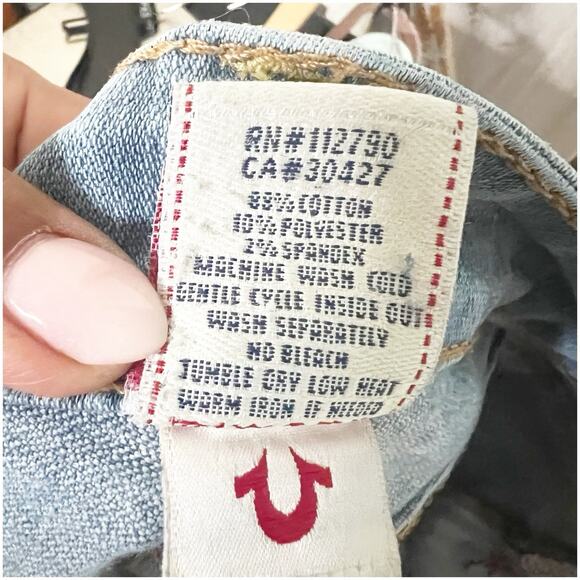 RN#112790
CA#30427
88% COTTON
10% POLYESTER
2% SPANDEX
MACHINE WASH COLD
GENTLE CYCLE INSIDE OUT
WASH SEPARATELY
NO BLEACH
TUMBLE DRY LOW HEAT
WARM IRON IF NEEDED